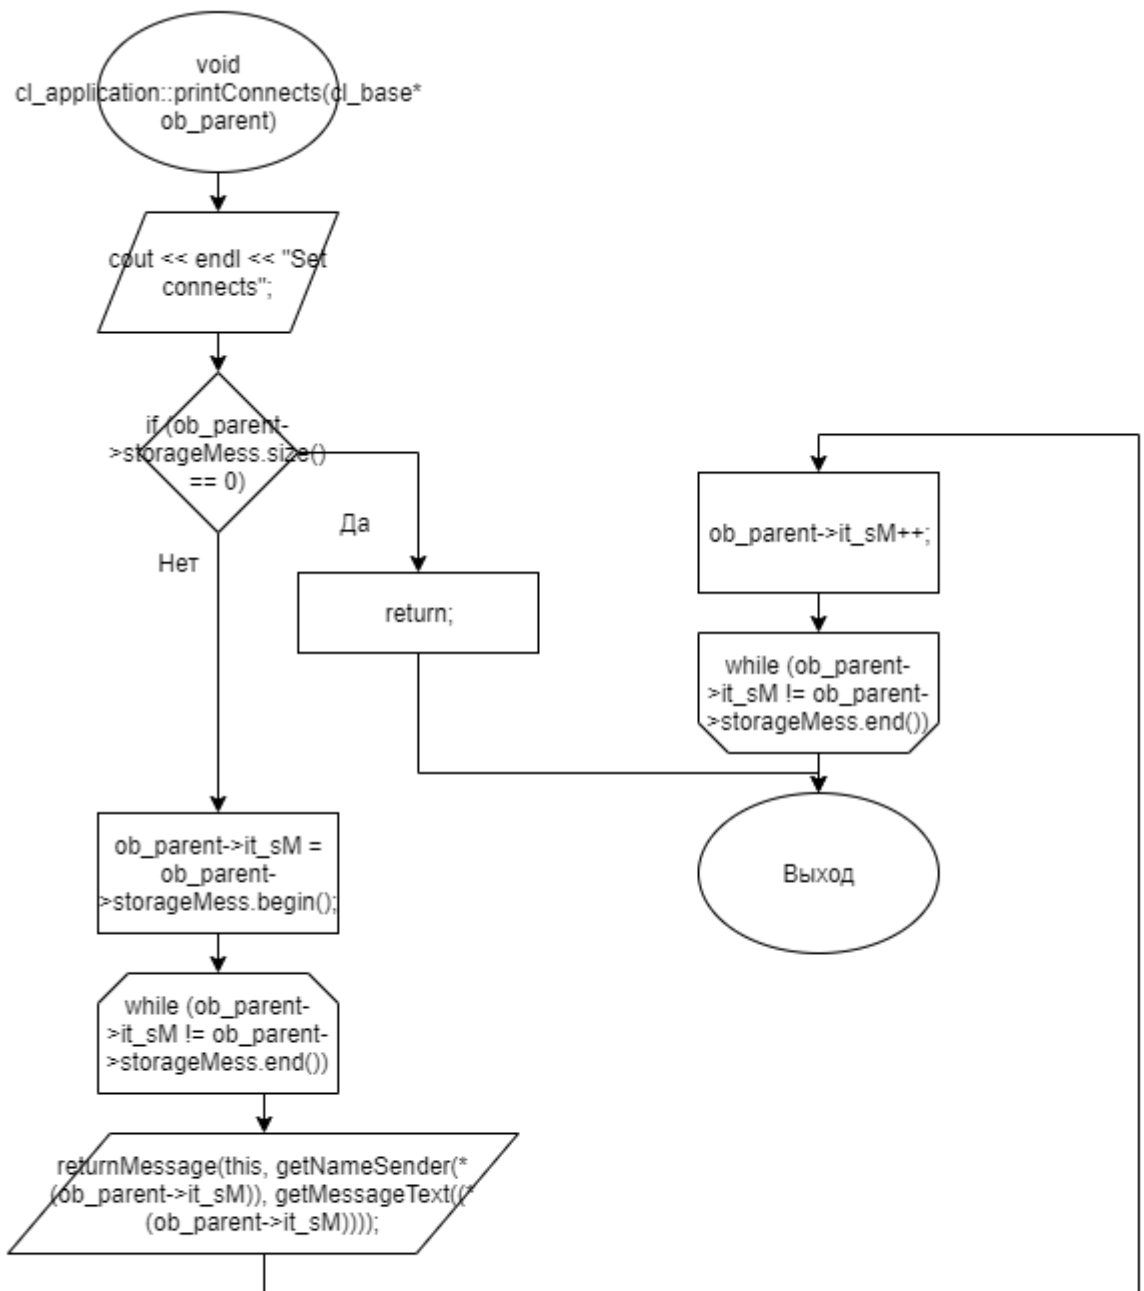 void
cl_application::printConnects(cl_base*
ob_parent)
cout << endl << "Set
connects";
if (ob_parent-
>storageMess.size()
== 0)
Да
Нет
return;
ob_parent->it_sM =
ob_parent-
>storageMess.begin();
while (ob_parent-
>it_sM != ob_parent-
>storageMess.end())
returnMessage(this, getNameSender(*
(ob_parent->it_sM)), getMessageText((*
(ob_parent->it_sM))));
ob_parent->it_sM++;
while (ob_parent-
>it_sM != ob_parent-
>storageMess.end())
Выход